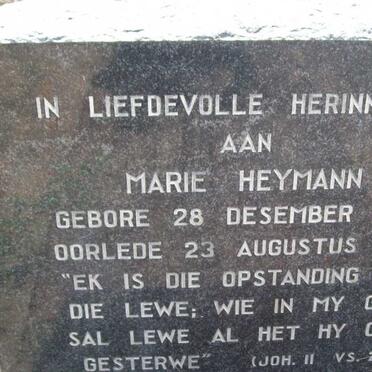 IN LIEFDEVOLLE HERINN
AAN
MARIE HEYMANN
GEBORE 28 DESEMBER
OORLEDE 23 AUGUSTUS
"EK IS DIE OPSTANDING
DIE LEWE; WIE IN MY G
SAL LEWE AL HET HY O
GESTERWE" (JOH. II VS.